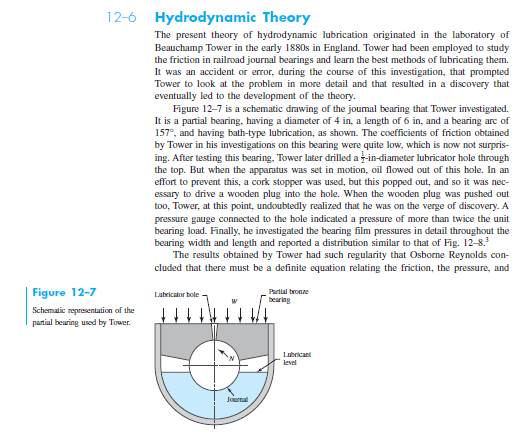 12–6 Hydrodynamic Theory
The present theory of hydrodynamic lubrication originated in the laboratory of
Beauchamp Tower in the early 1880s in England. Tower had been employed to study
the friction in railroad journal bearings and learn the best methods of lubricating them.
It was an accident or error, during the course of this investigation, that prompted
Tower to look at the problem in more detail and that resulted in a discovery that
eventually led to the development of the theory.
Figure 12–7 is a schematic drawing of the journal bearing that Tower investigated.
It is a partial bearing, having a diameter of 4 in, a length of 6 in, and a bearing arc of
157°, and having bath-type lubrication, as shown. The coefficients of friction obtained
by Tower in his investigations on this bearing were quite low, which is now not surpris-
ing. After testing this bearing, Tower later drilled a ½-in-diameter lubricator hole through
the top. But when the apparatus was set in motion, oil flowed out of this hole. In an
effort to prevent this, a cork stopper was used, but this popped out, and so it was nec-
essary to drive a wooden plug into the hole. When the wooden plug was pushed out
too, Tower, at this point, undoubtedly realized that he was on the verge of discovery. A
pressure gauge connected to the hole indicated a pressure of more than twice the unit
bearing load. Finally, he investigated the bearing film pressures in detail throughout the
bearing width and length and reported a distribution similar to that of Fig. 12–8.³
The results obtained by Tower had such regularity that Osborne Reynolds con-
cluded that there must be a definite equation relating the friction, the pressure, and
Figure 12–7
Schematic representation of the
partial bearing used by Tower.
Lubricator hole
W
Partial bronze
bearing
N
Lubricant
level
Journal